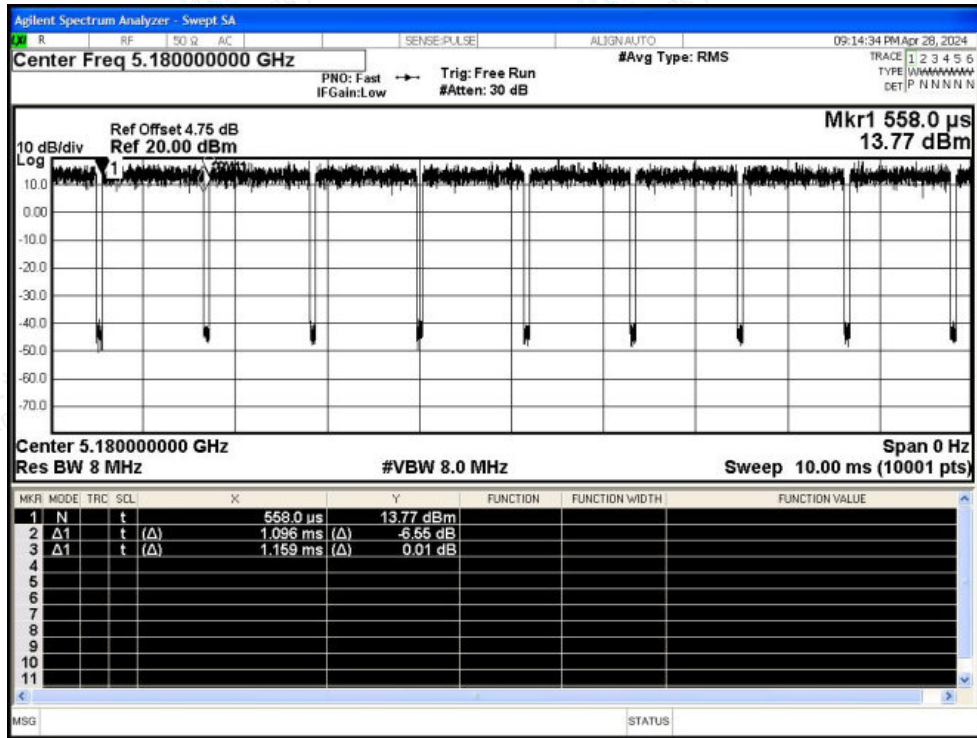 Agilent Spectrum Analyzer - Swept SA
LXI R RF 50 Ω AC SENSE:PULSE ALIGN AUTO 09:14:34 PM Apr 28, 2024
Center Freq 5.180000000 GHz #Avg Type: RMS TRACE 1 2 3 4 5 6
PNO: Fast Trig: Free Run TYPE
IFGain:Low #Atten: 30 dB DET P N N N N N
Mkr1 558.0 µs
Ref Offset 4.75 dB
10 dB/div Ref 20.00 dBm 13.77 dBm
Log
1
10.0
0.00
-10.0
-20.0
-30.0
-40.0
-50.0
-60.0
-70.0
Center 5.180000000 GHz Span 0 Hz
Res BW 8 MHz #VBW 8.0 MHz Sweep 10.00 ms (10001 pts)
MKR MODE TRC SCL X Y FUNCTION FUNCTION WIDTH FUNCTION VALUE
1 N t 558.0 µs 13.77 dBm
2 Δ1 t (Δ) 1.096 ms (Δ) -6.55 dB
3 Δ1 t (Δ) 1.159 ms (Δ) 0.01 dB
4
5
6
7
8
9
10
11
MSG STATUS